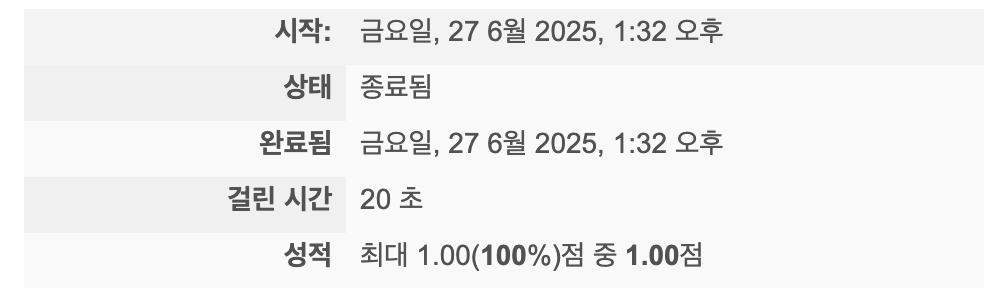 시작: 금요일, 27 6월 2025, 1:32 오후
상태 종료됨
완료됨 금요일, 27 6월 2025, 1:32 오후
걸린 시간 20 초
성적 최대 1.00(100%)점 중 1.00점